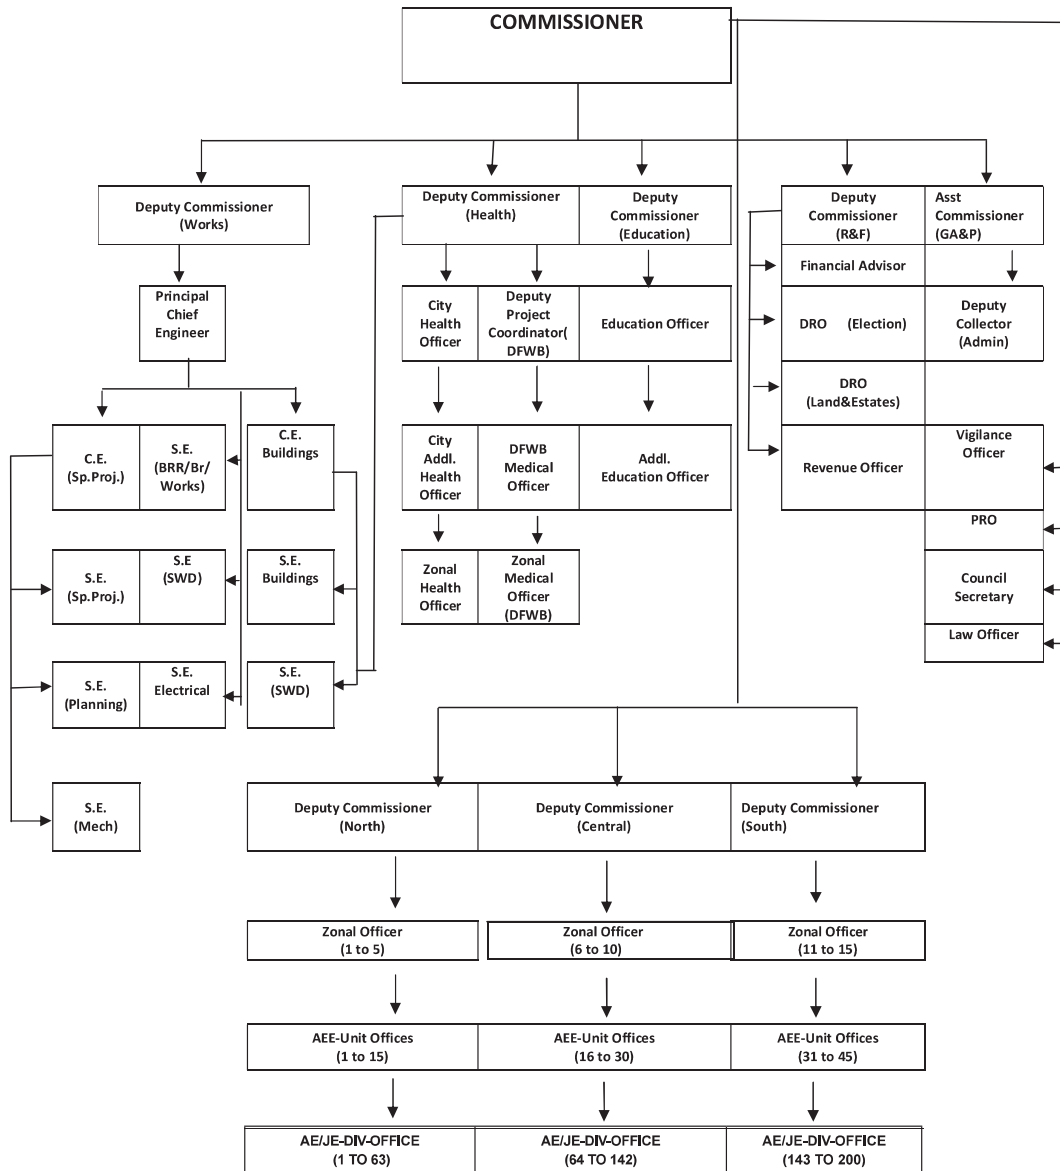 COMMISSIONER
Deputy Commissioner
(Works)
Deputy Commissioner
(Health)
Deputy
Commissioner
(Education)
Deputy
Commissioner
(R&F)
Asst
Commissioner
(GA&P)
Financial Advisor
Principal
Chief
Engineer
City
Health
Officer
Deputy
Project
Coordinator(
DFWB)
Education Officer
DRO (Election)
Deputy
Collector
(Admin)
DRO
(Land&Estates)
C.E.
(Sp.Proj.)
S.E.
(BRR/Br/
Works)
C.E.
Buildings
City
Addl.
Health
Officer
DFWB
Medical
Officer
Addl.
Education Officer
Revenue Officer
Vigilance
Officer
PRO
S.E.
(Sp.Proj.)
S.E
(SWD)
S.E.
Buildings
Zonal
Health
Officer
Zonal
Medical
Officer
(DFWB)
Council
Secretary
Law Officer
S.E.
(Planning)
S.E.
Electrical
S.E.
(SWD)
S.E.
(Mech)
Deputy Commissioner
(North)
Deputy Commissioner
(Central)
Deputy Commissioner
(South)
Zonal Officer
(1 to 5)
Zonal Officer
(6 to 10)
Zonal Officer
(11 to 15)
AEE-Unit Offices
(1 to 15)
AEE-Unit Offices
(16 to 30)
AEE-Unit Offices
(31 to 45)
AE/JE-DIV-OFFICE
(1 TO 63)
AE/JE-DIV-OFFICE
(64 TO 142)
AE/JE-DIV-OFFICE
(143 TO 200)